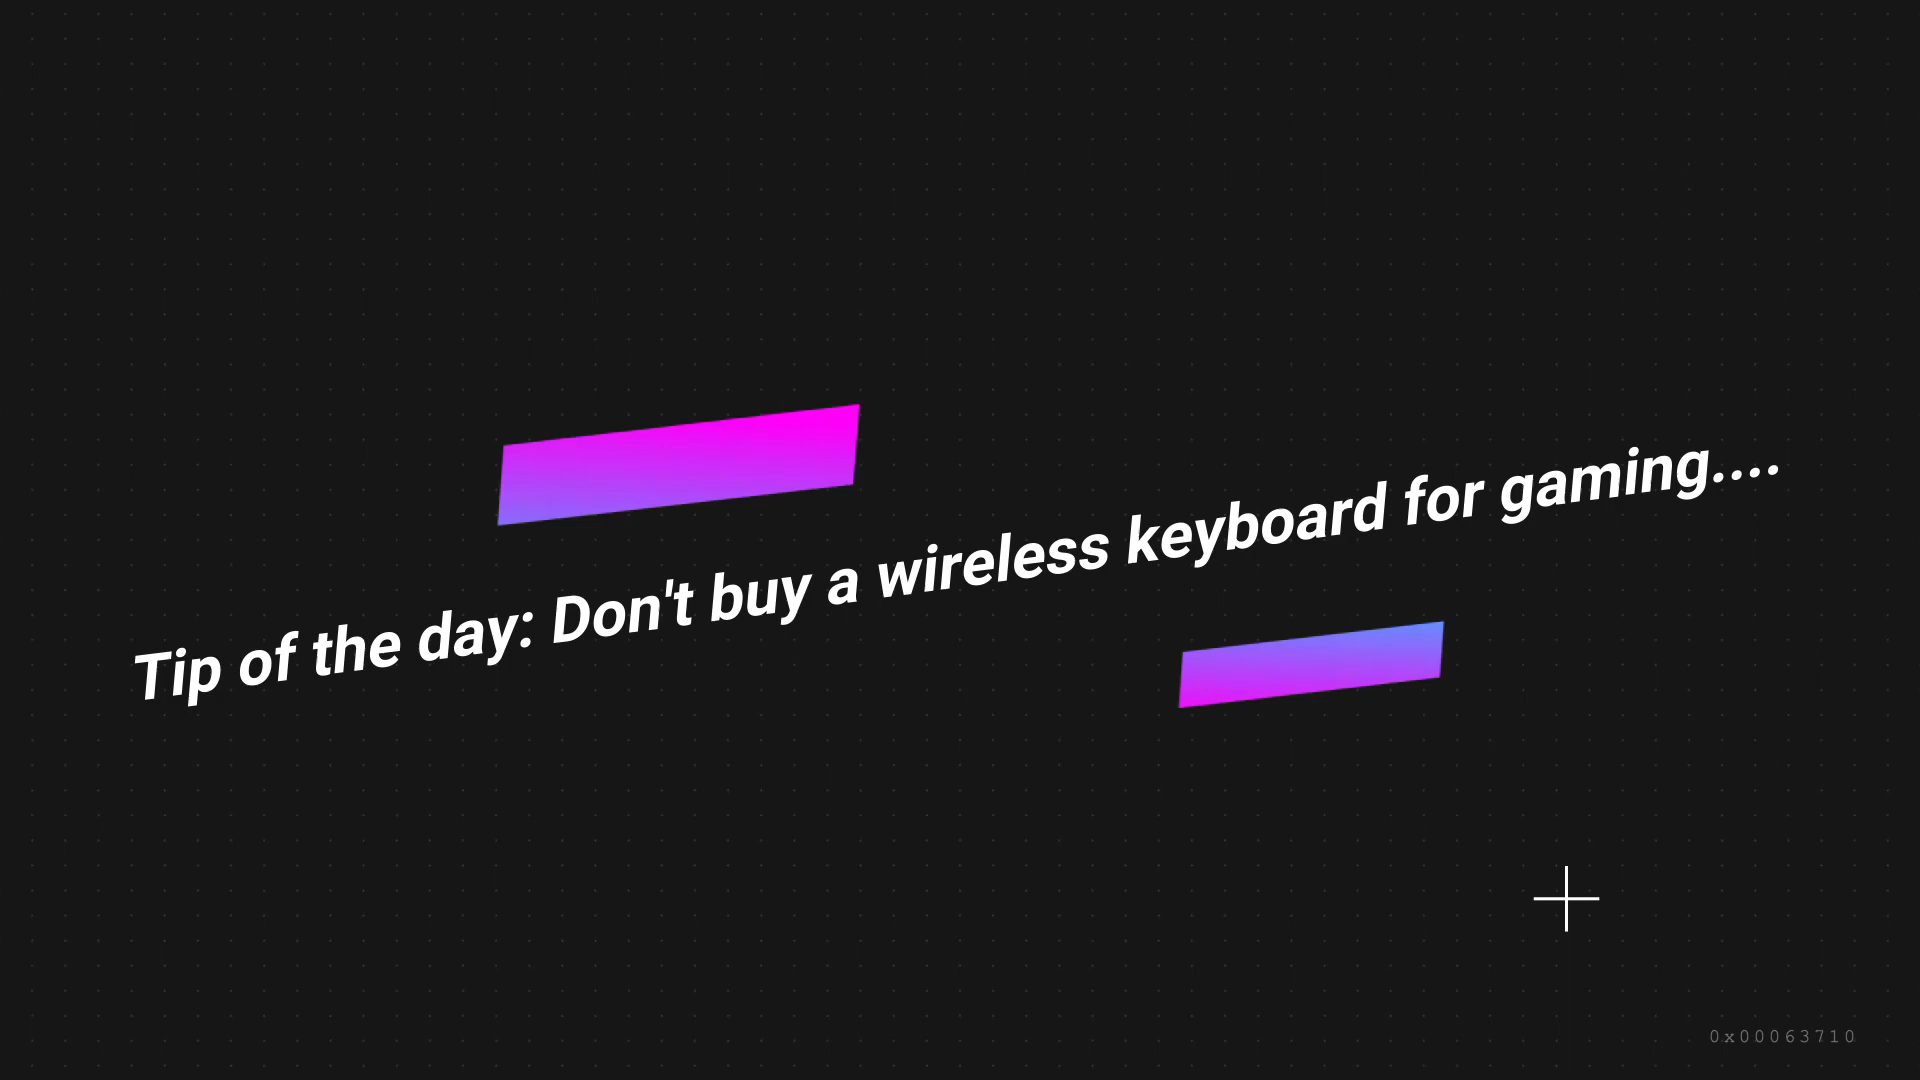 Tip of the day: Don't buy a wireless keyboard for gaming....
0x00063710